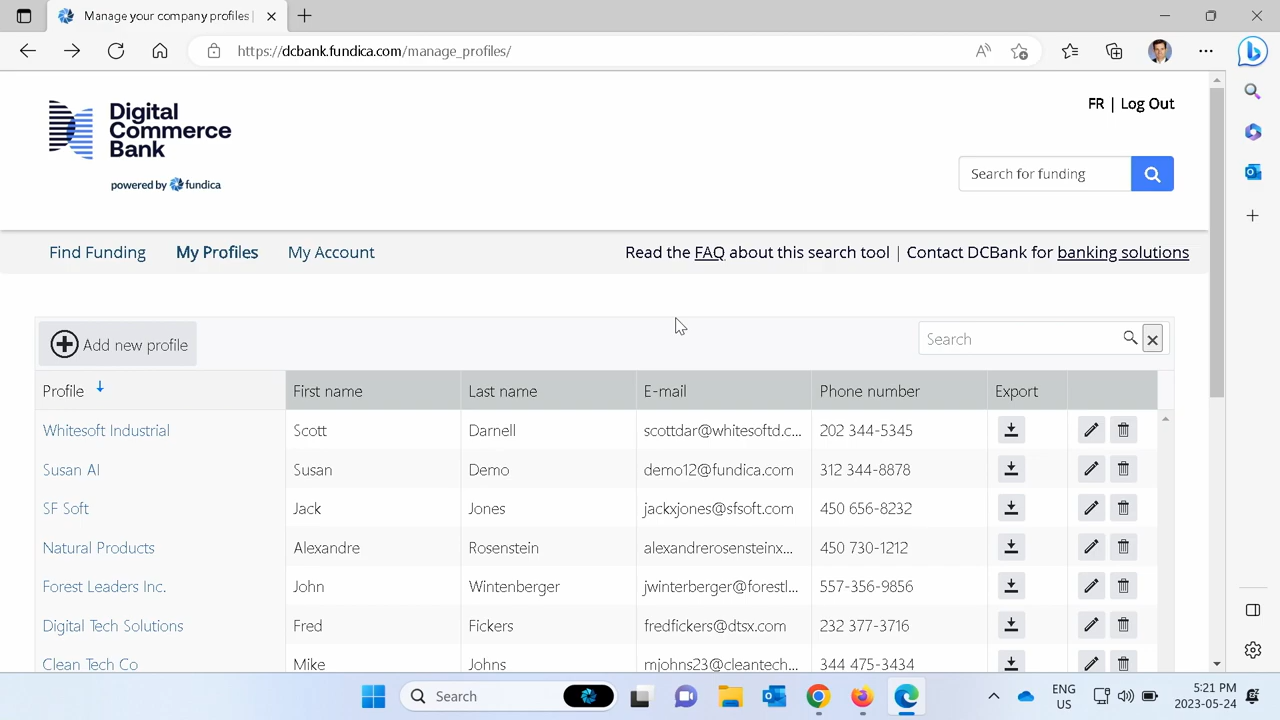 Manage your company profiles |
https://dcbank.fundica.com/manage_profiles/
Digital
Commerce
Bank
powered by fundica
FR | Log Out
Search for funding
Find Funding My Profiles My Account Read the FAQ about this search tool | Contact DCBank for banking solutions
Add new profile Search
Profile First name Last name E-mail Phone number Export
Whitesoft Industrial Scott Darnell scottdar@whitesoftd.c... 202 344-5345
Susan AI Susan Demo demo12@fundica.com 312 344-8878
SF Soft Jack Jones jackxjones@sfsoft.com 450 656-8232
Natural Products Alexandre Rosenstein alexandrerosensteinx... 450 730-1212
Forest Leaders Inc. John Wintenberger jwinterberger@forestl... 557-356-9856
Digital Tech Solutions Fred Fickers fredfickers@dtsx.com 232 377-3716
Clean Tech Co Mike Johns mjohns23@cleantech... 344 475-3434
Search ENG
US 5:21 PM
2023-05-24